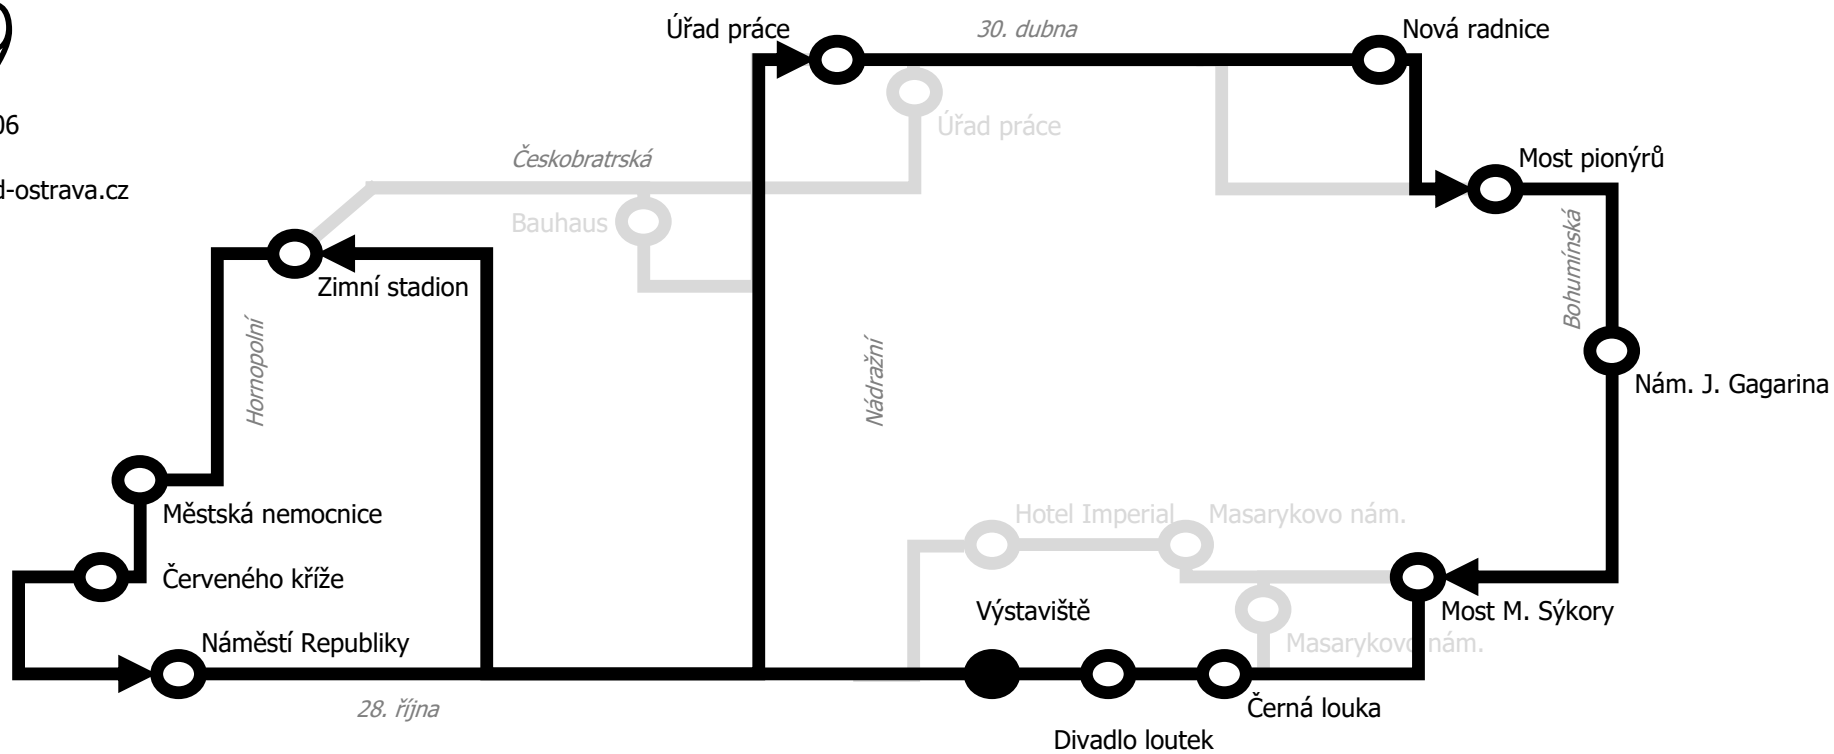 9
Úřad práce
30. dubna
Nová radnice
06
Úřad práce
Českobratrská
Most pionýrů
d-ostrava.cz
Bauhaus
Bohumínská
Zimní stadion
Hornopolní
Nádražní
Nám. J. Gagarina
Městská nemocnice
Hotel Imperial
Masarykovo nám.
Červeného kříže
Výstaviště
Most M. Sýkory
Náměstí Republiky
Masarykovo nám.
28. října
Černá louka
Divadlo loutek